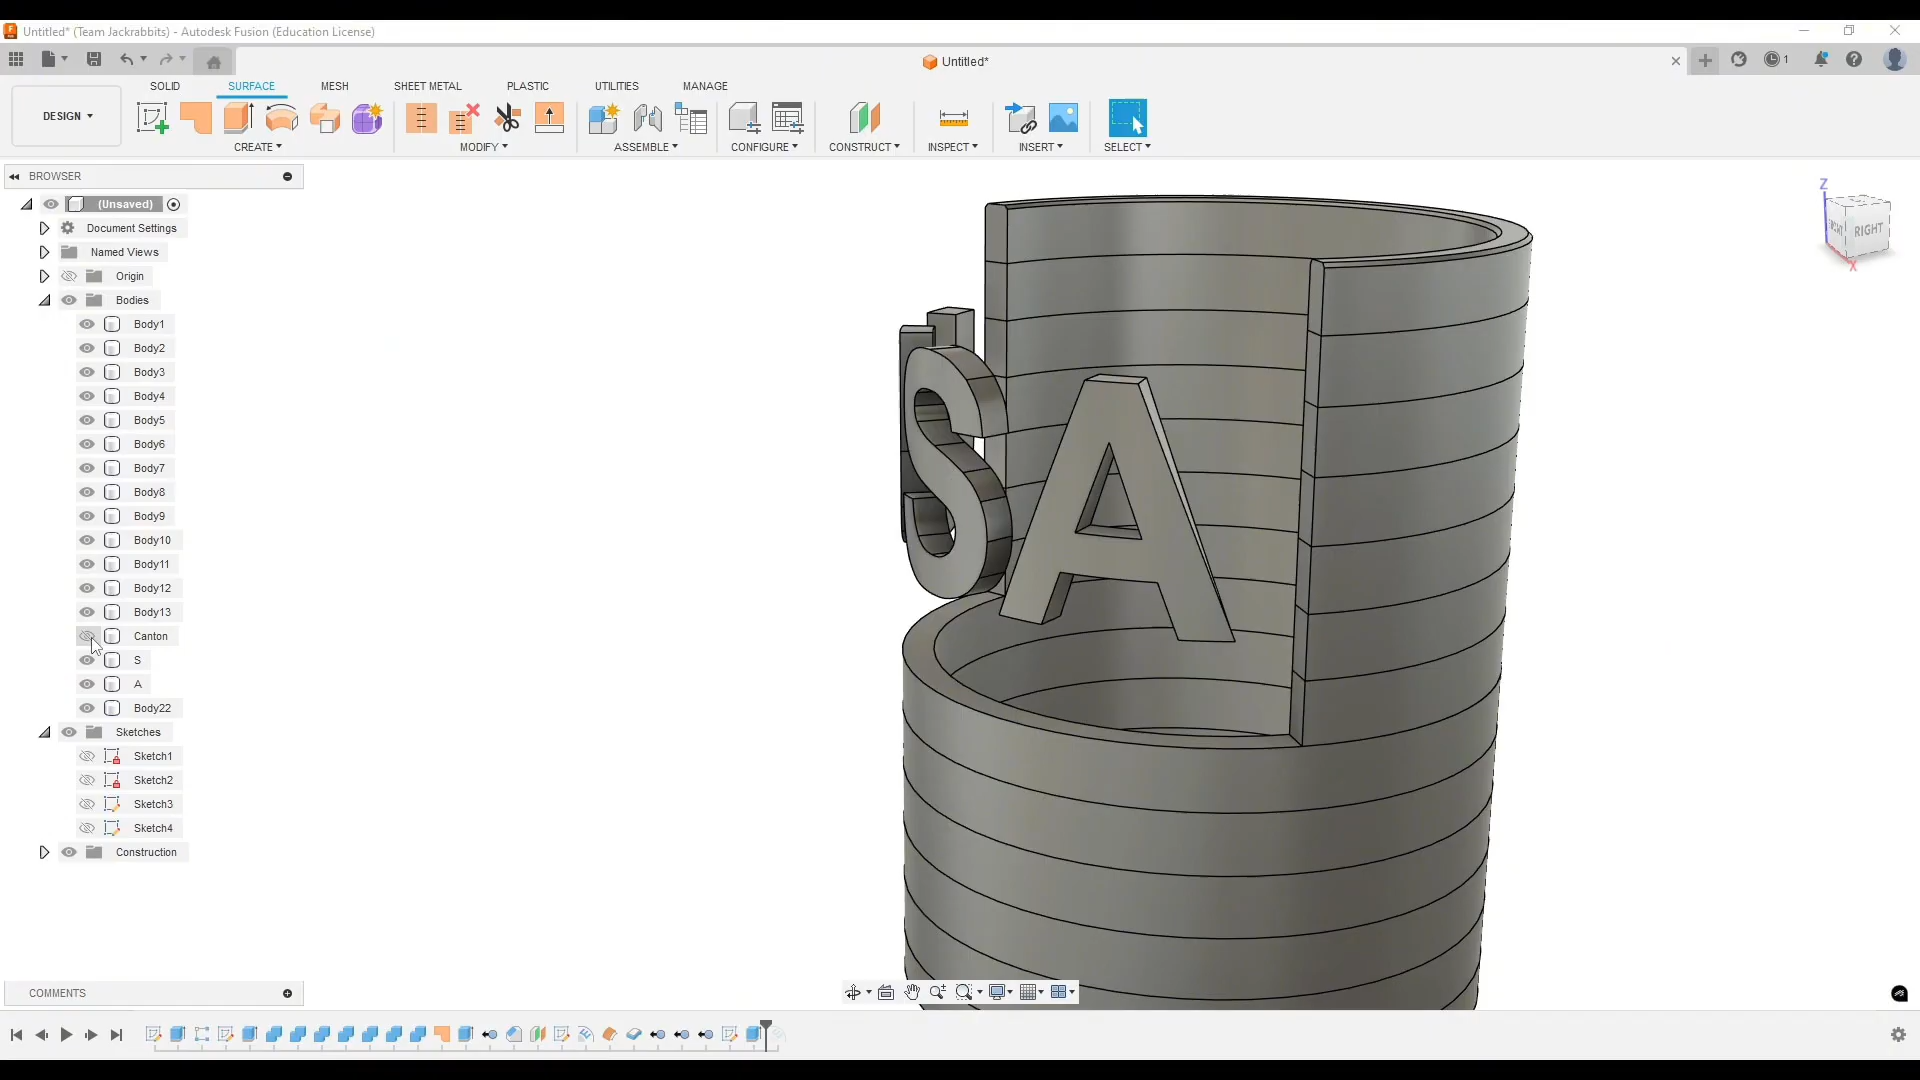 Untitled* (Team Jackrabbits) - Autodesk Fusion (Education License)
Untitled*
1
DESIGN
SOLID
SURFACE
MESH
SHEET METAL
PLASTIC
UTILITIES
MANAGE
CREATE
MODIFY
ASSEMBLE
CONFIGURE
CONSTRUCT
INSPECT
INSERT
SELECT
BROWSER
(Unsaved)
Document Settings
Named Views
Origin
Bodies
Body1
Body2
Body3
Body4
Body5
Body6
Body7
Body8
Body9
Body10
Body11
Body12
Body13
Canton
S
A
Body22
Sketches
Sketch1
Sketch2
Sketch3
Sketch4
Construction
SA
Z
RIGHT
X
COMMENTS